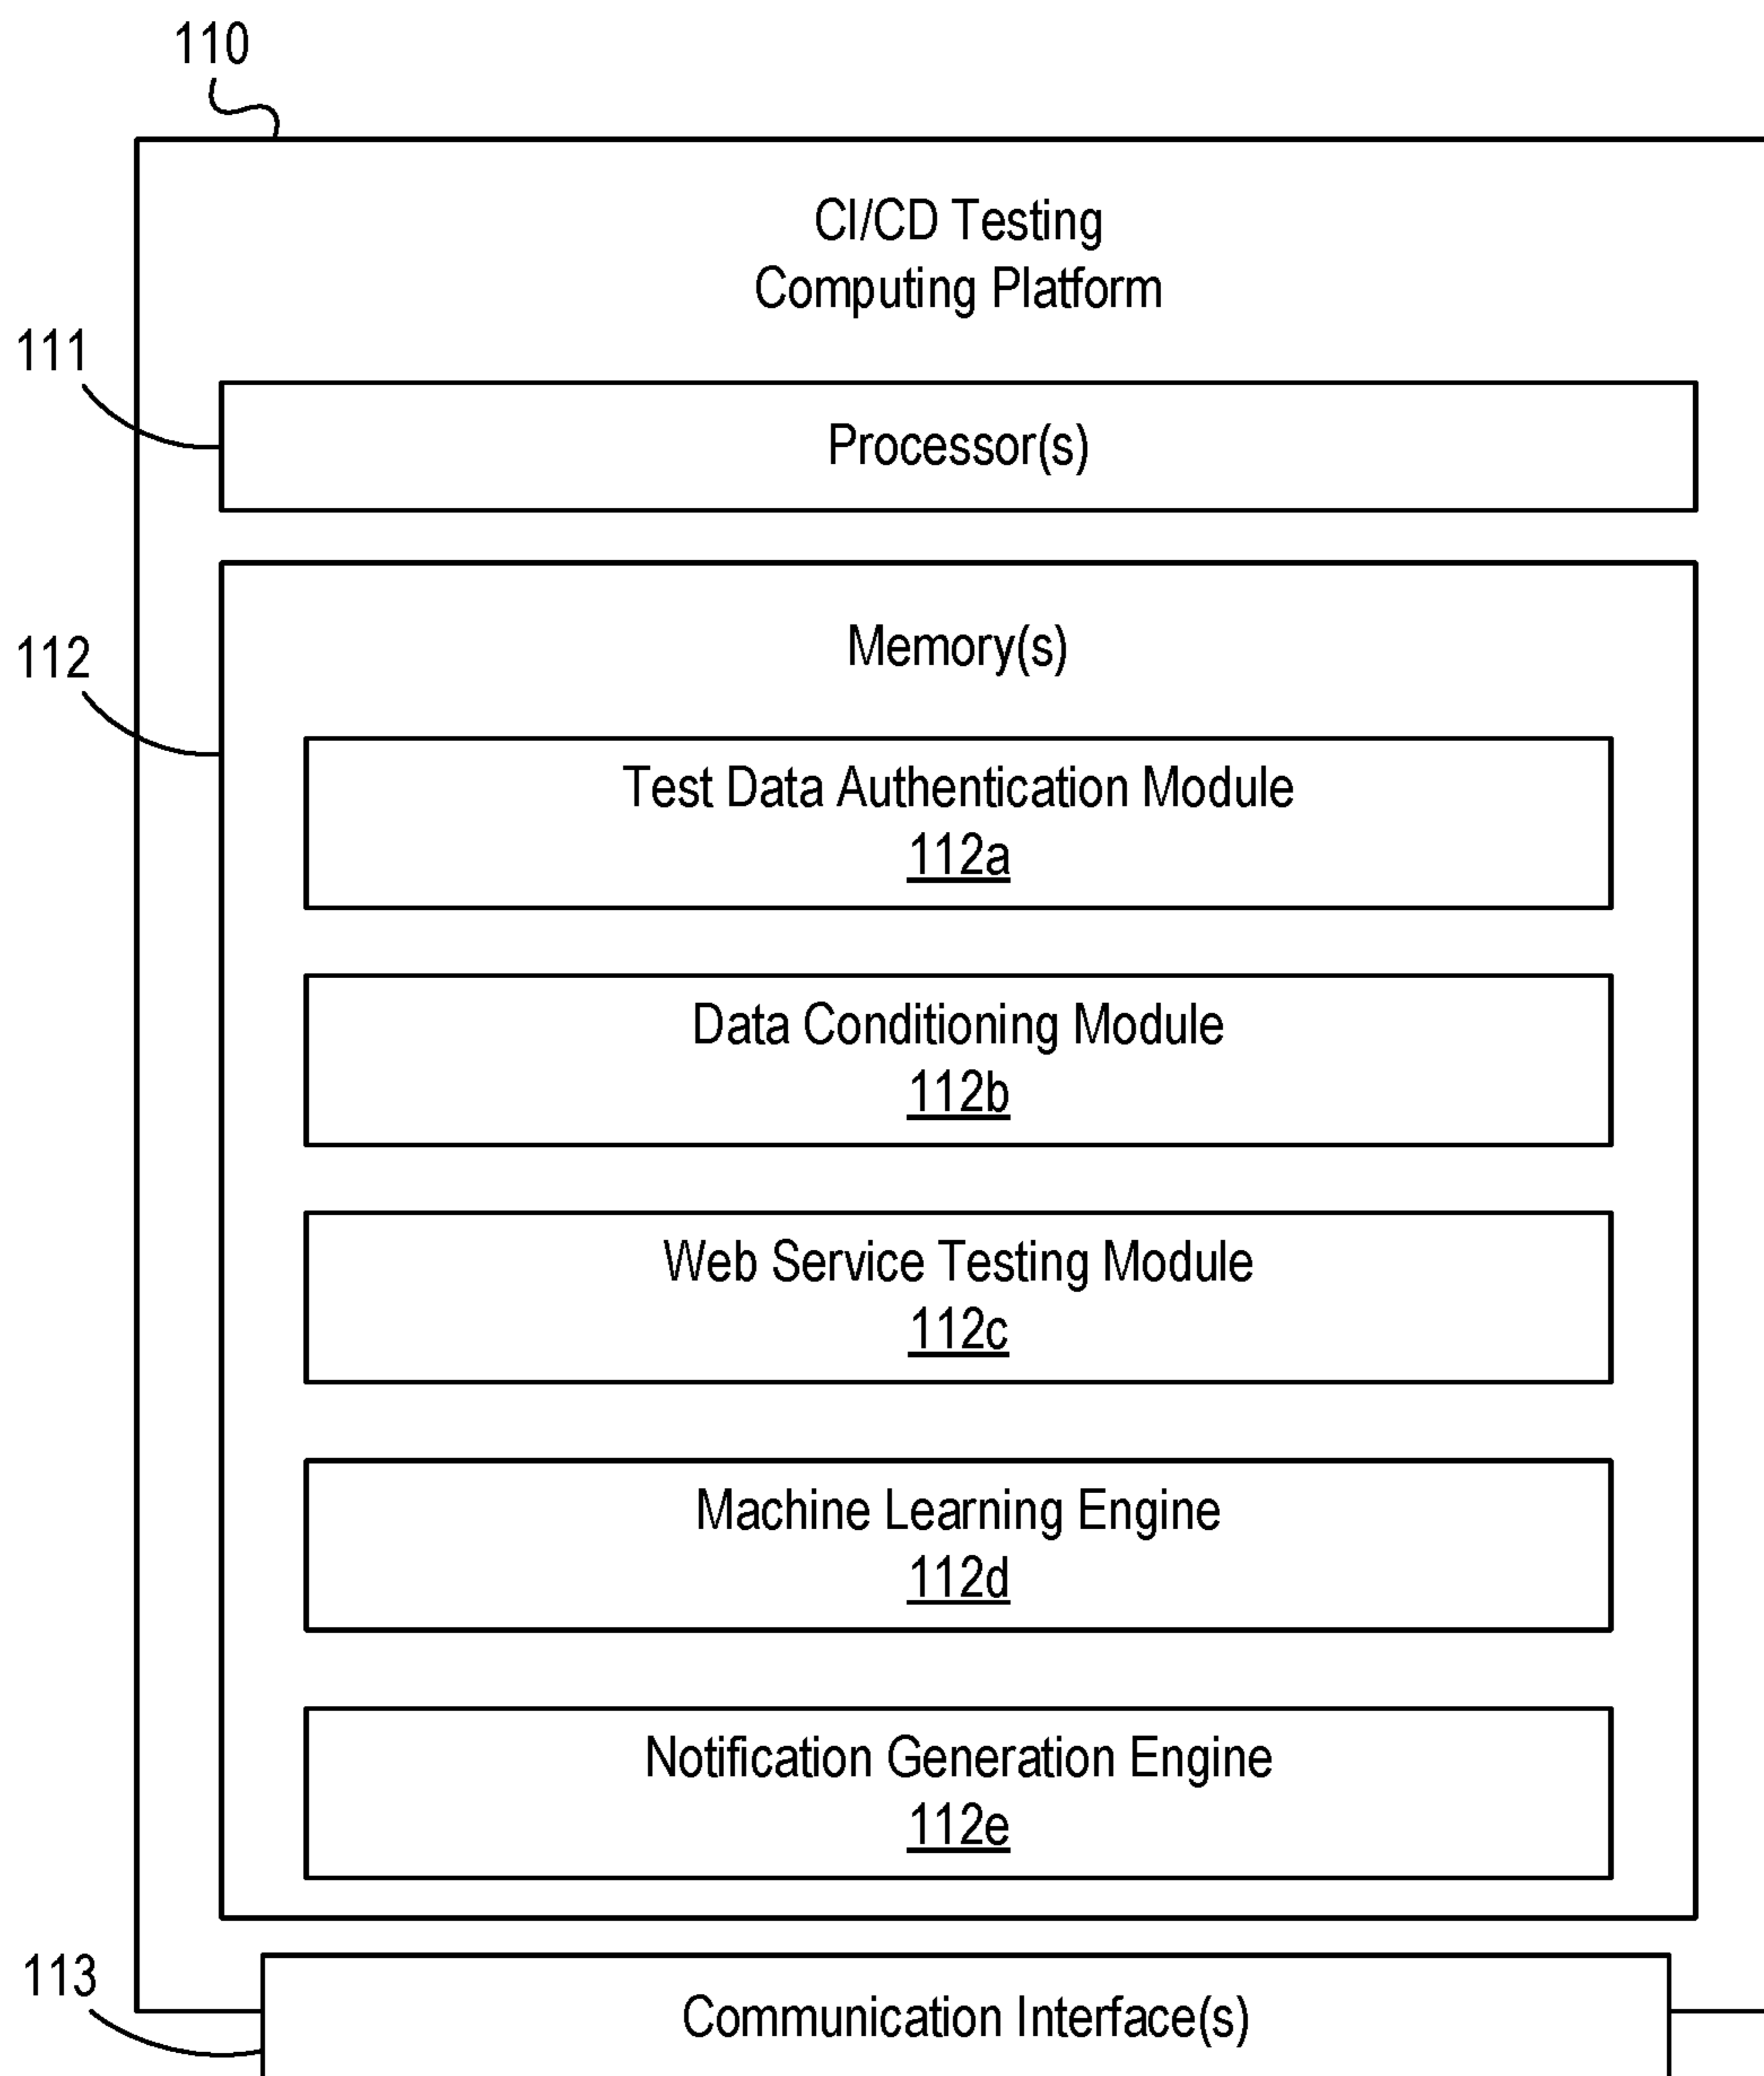 110
CI/CD Testing
Computing Platform
111
Processor(s)
112
Memory(s)
Test Data Authentication Module
112a
Data Conditioning Module
112b
Web Service Testing Module
112c
Machine Learning Engine
112d
Notification Generation Engine
112e
113
Communication Interface(s)